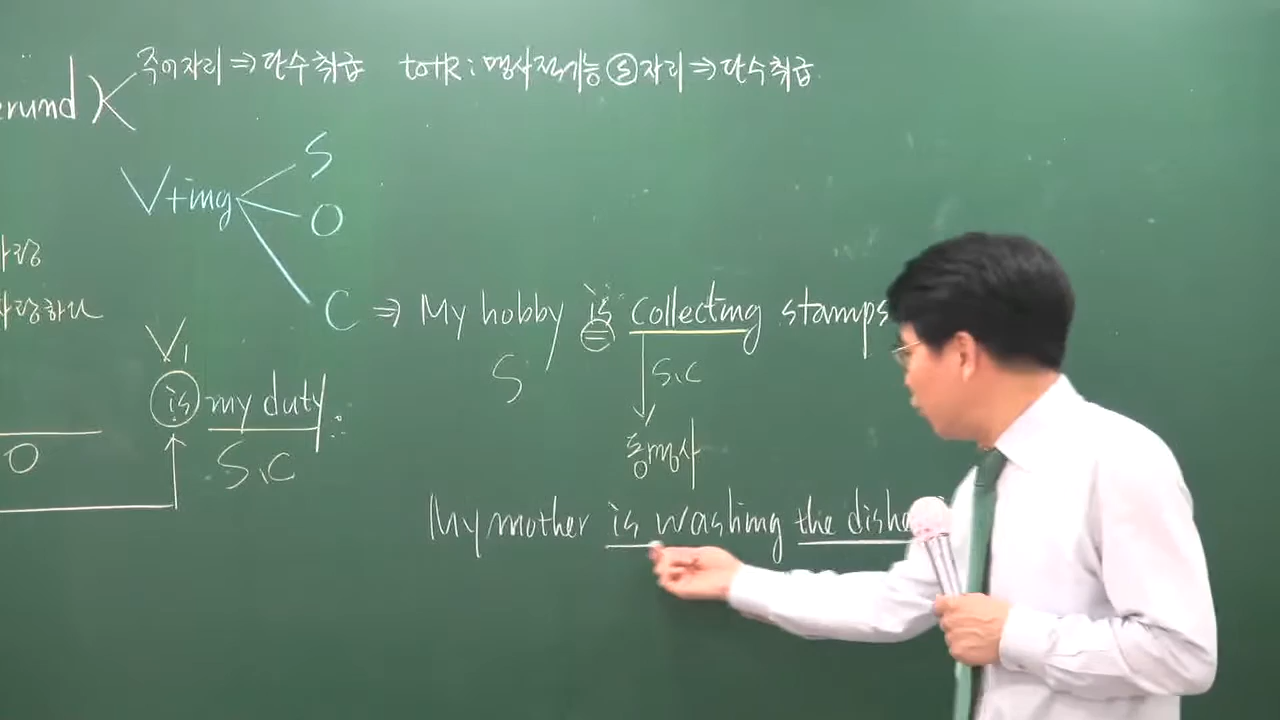 erund 주어자리 ⇒ 단수취급 to+R : 명사적기능 Ⓢ자리 ⇒ 단수취급
V+ing
S
O
C ⇒ My hobby is collecting stamps
=
S
S.C
동명사
V₁
is my duty
O
S.C
My mother is washing the dishe